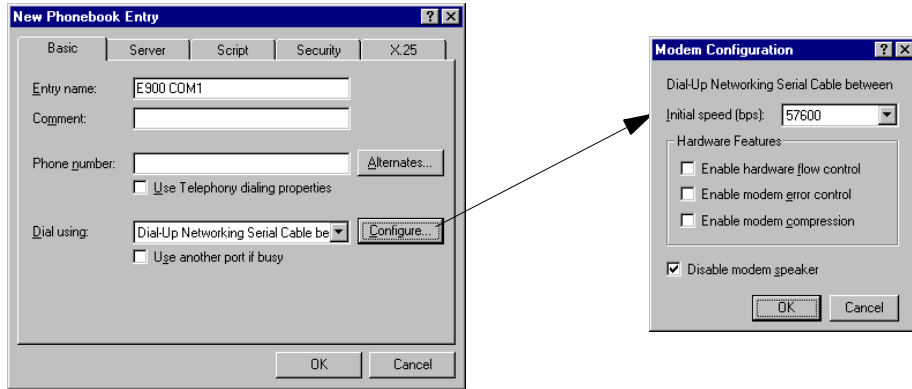 New Phonebook Entry
Basic Server Script Security X.25
Entry name: E900 COM1
Comment:
Phone number: Alternates...
Use Telephony dialing properties
Dial using: Dial-Up Networking Serial Cable be Configure...
Use another port if busy
OK Cancel
Modem Configuration
Dial-Up Networking Serial Cable between
Initial speed (bps): 57600
Hardware Features
Enable hardware flow control
Enable modem error control
Enable modem compression
Disable modem speaker
OK Cancel